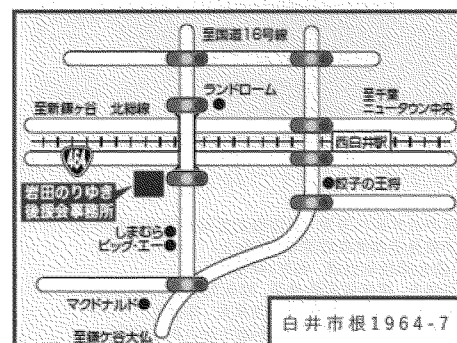 至国道16号線
ランドローム
至千葉
ニュータウン中央
至新鎌ヶ谷 北総線
西白井駅
464
岩田のりゆき
後援会事務所
餃子の王将
しまむら
ビッグ・エー
マクドナルド
至鎌ケ谷大仏
白井市根1964-7